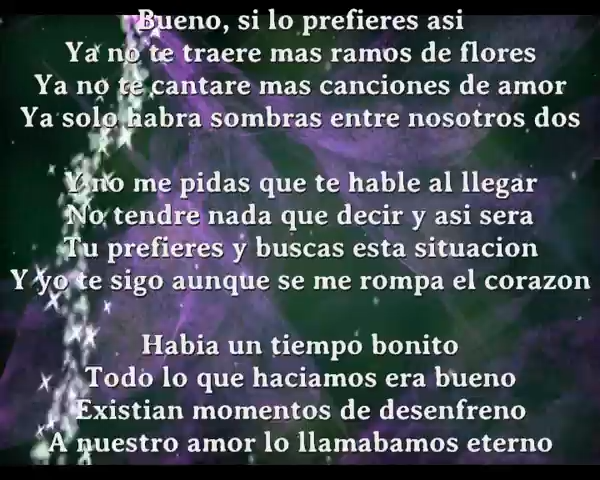 Bueno, si lo prefieres asi
Ya no te traere mas ramos de flores
Ya no te cantare mas canciones de amor
Ya solo habra sombras entre nosotros dos
Y no me pidas que te hable al llegar
No tendre nada que decir y asi sera
Tu prefieres y buscas esta situacion
Y yo te sigo aunque se me rompa el corazon
Habia un tiempo bonito
Todo lo que haciamos era bueno
Existian momentos de desenfreno
A nuestro amor lo llamabamos eterno